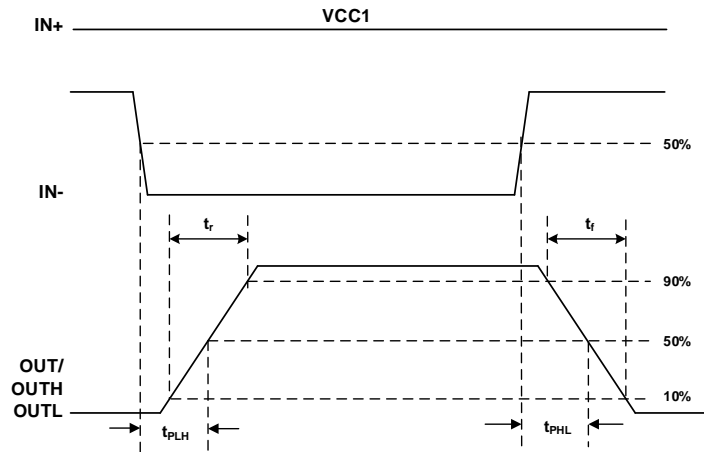 VCC1
IN+
50%
IN-
tr
tf
90%
50%
OUT/
OUTH
OUTL
10%
tPLH
tPHL